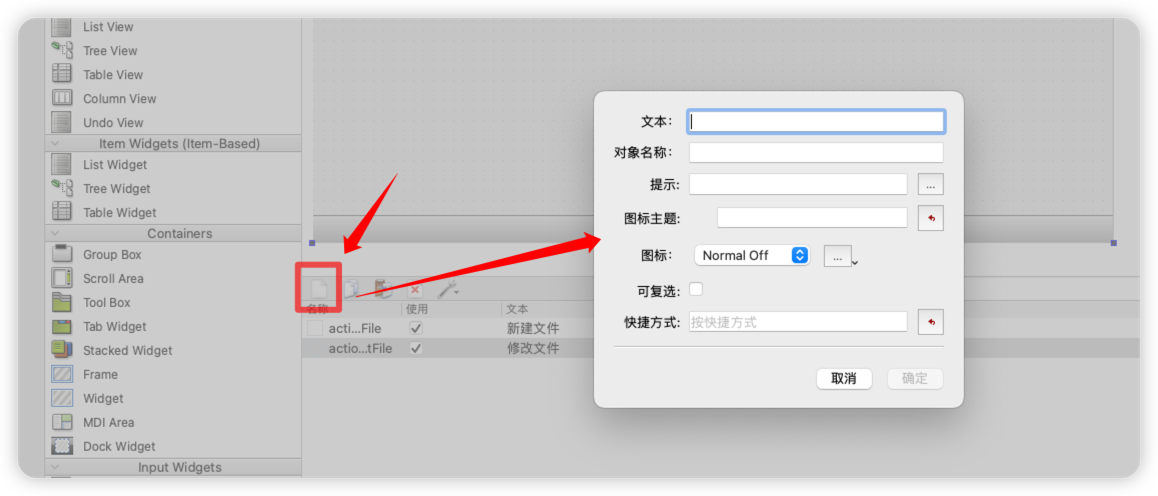 List View
Tree View
Table View
Column View
Undo View
Item Widgets (Item-Based)
List Widget
Tree Widget
Table Widget
Containers
Group Box
Scroll Area
Tool Box
Tab Widget
Stacked Widget
Frame
Widget
MDI Area
Dock Widget
Input Widgets
名称 使用 文本
acti...File 新建文件
actio...tFile 修改文件
文本:
对象名称:
提示: ...
图标主题:
图标: Normal Off ...
可复选:
快捷方式: 按快捷方式
取消 确定